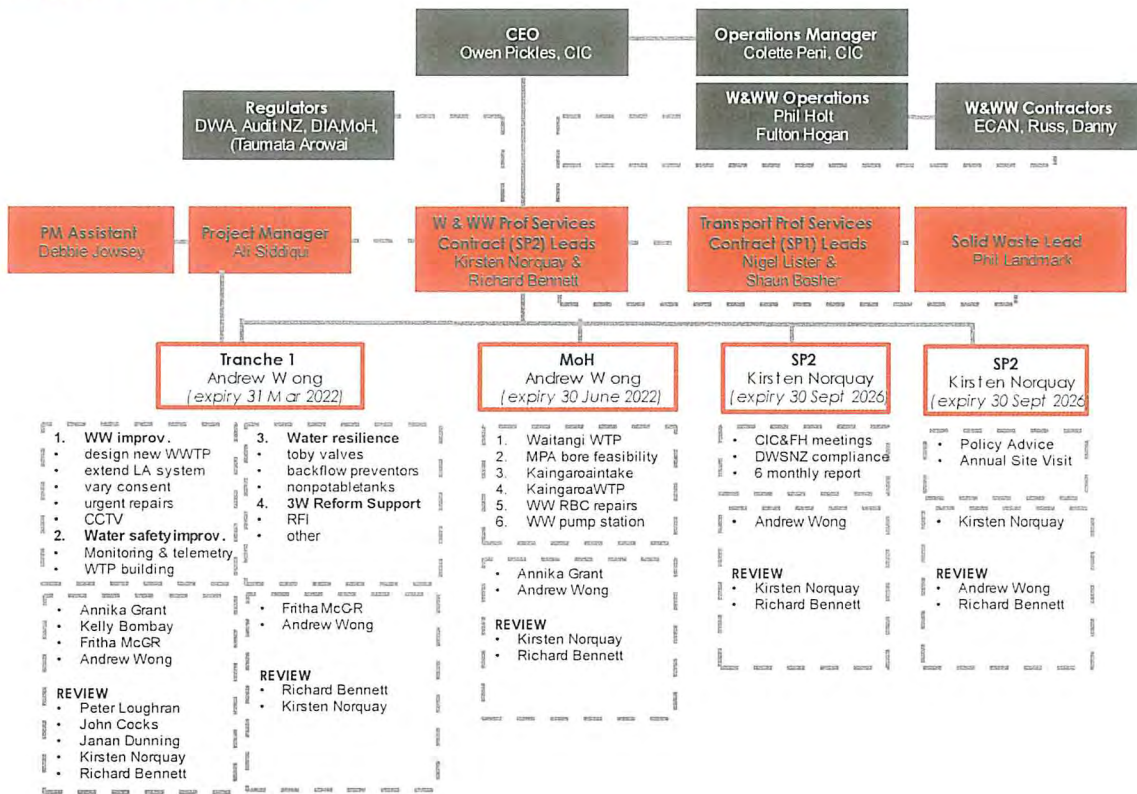 CEO
Owen Pickles, CIC
Operations Manager
Colette Peni, CIC
Regulators
DWA, Audit NZ, DIA,MoH,
(Taumata Arowai
W&WW Operations
Phil Holt
Fulton Hogan
W&WW Contractors
ECAN, Russ, Danny
PM Assistant
Debbie Jowsey
Project Manager
Ali Siddiqui
W & WW Prof Services
Contract (SP2) Leads
Kirsten Norquay &
Richard Bennett
Transport Prof Services
Contract (SP1) Leads
Nigel Lister &
Shaun Bosher
Solid Waste Lead
Phil Landmark
Tranche 1
Andrew Wong
(expiry 31 Mar 2022)
MoH
Andrew Wong
(expiry 30 June 2022)
SP2
Kirsten Norquay
(expiry 30 Sept 2026)
SP2
Kirsten Norquay
(expiry 30 Sept 2026)
1. WW improv.
• design new WWTP
• extend LA system
• vary consent
• urgent repairs
• CCTV
2. Water safety improv.
• Monitoring & telemetry
• WTP building
3. Water resilience
• toby valves
• backflow preventors
• nonpotable tanks
4. 3W Reform Support
• RFI
• other
1. Waitangi WTP
2. MPA bore feasibility
3. Kaingaroa intake
4. Kaingaroa WTP
5. WW RBC repairs
6. WW pump station
• CIC&FH meetings
• DWSNZ compliance
• 6 monthly report
• Policy Advice
• Annual Site Visit
• Annika Grant
• Kelly Bombay
• Fritha McGR
• Andrew Wong
REVIEW
• Peter Loughran
• John Cocks
• Janan Dunning
• Kirsten Norquay
• Richard Bennett
• Fritha McGR
• Andrew Wong
REVIEW
• Richard Bennett
• Kirsten Norquay
• Annika Grant
• Andrew Wong
REVIEW
• Kirsten Norquay
• Richard Bennett
• Andrew Wong
REVIEW
• Kirsten Norquay
• Richard Bennett
• Kirsten Norquay
REVIEW
• Andrew Wong
• Richard Bennett